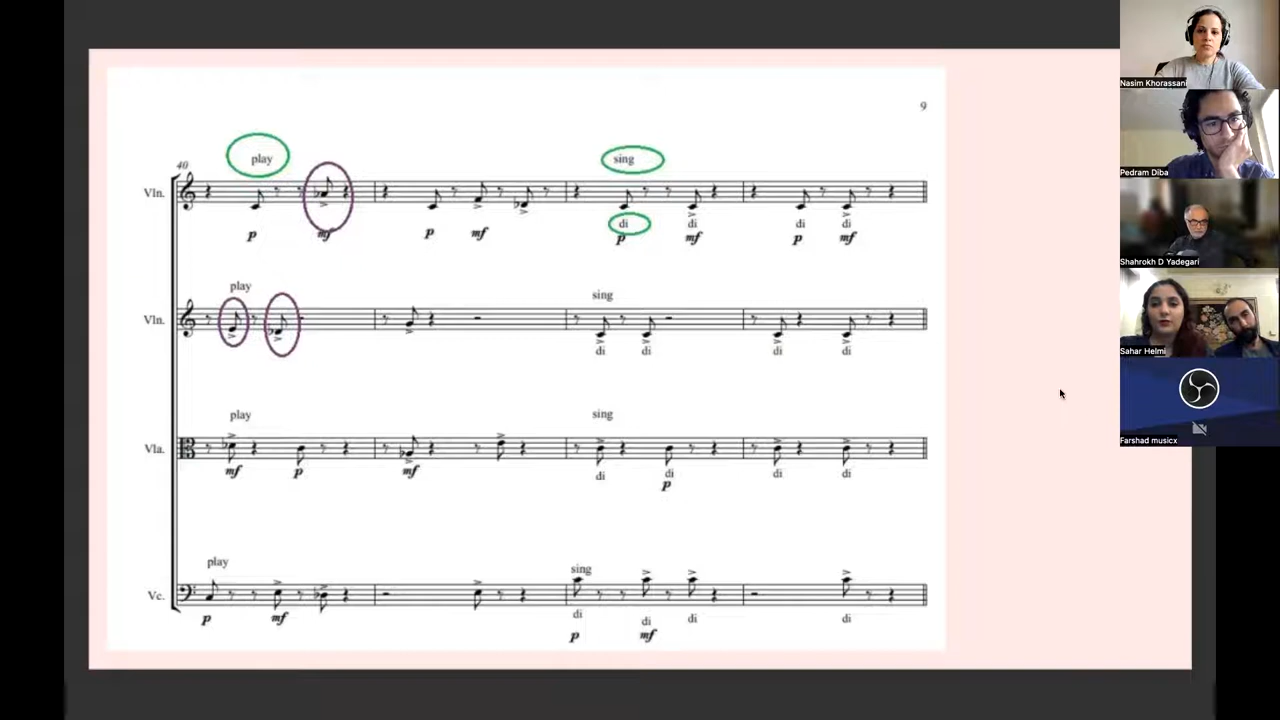 9
40
play
sing
Vln.
di
di
di
di
p
mf
p
mf
p
mf
p
mf
play
sing
Vln.
di
di
di
di
play
sing
Vla.
mf
p
mf
di
di
di
di
p
play
sing
Vc.
p
mf
di
di
di
di
p
mf
Nasim Khorassani
Pedram Diba
Shahrokh D Yadegari
Sahar Helmi
Farshad musicx